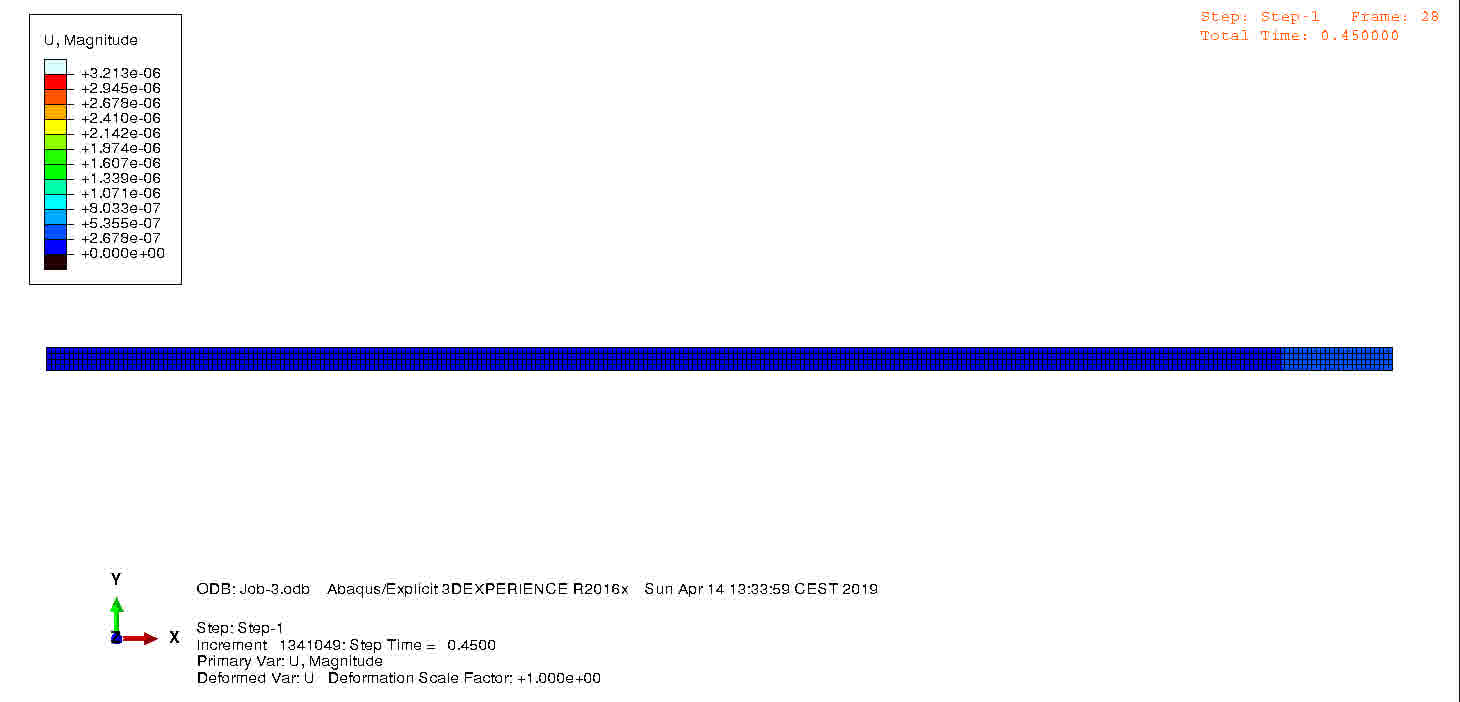 Step: Step-1 Frame: 28
Total Time: 0.450000
U, Magnitude
+3.213e-06
+2.945e-06
+2.678e-06
+2.410e-06
+2.142e-06
+1.874e-06
+1.607e-06
+1.339e-06
+1.071e-06
+8.033e-07
+5.355e-07
+2.678e-07
+0.000e+00
Y
X
ODB: Job-3.odb Abaqus/Explicit 3DEXPERIENCE R2016x Sun Apr 14 13:33:59 CEST 2019
Step: Step-1
Increment 1341049: Step Time = 0.4500
Primary Var: U, Magnitude
Deformed Var: U Deformation Scale Factor: +1.000e+00